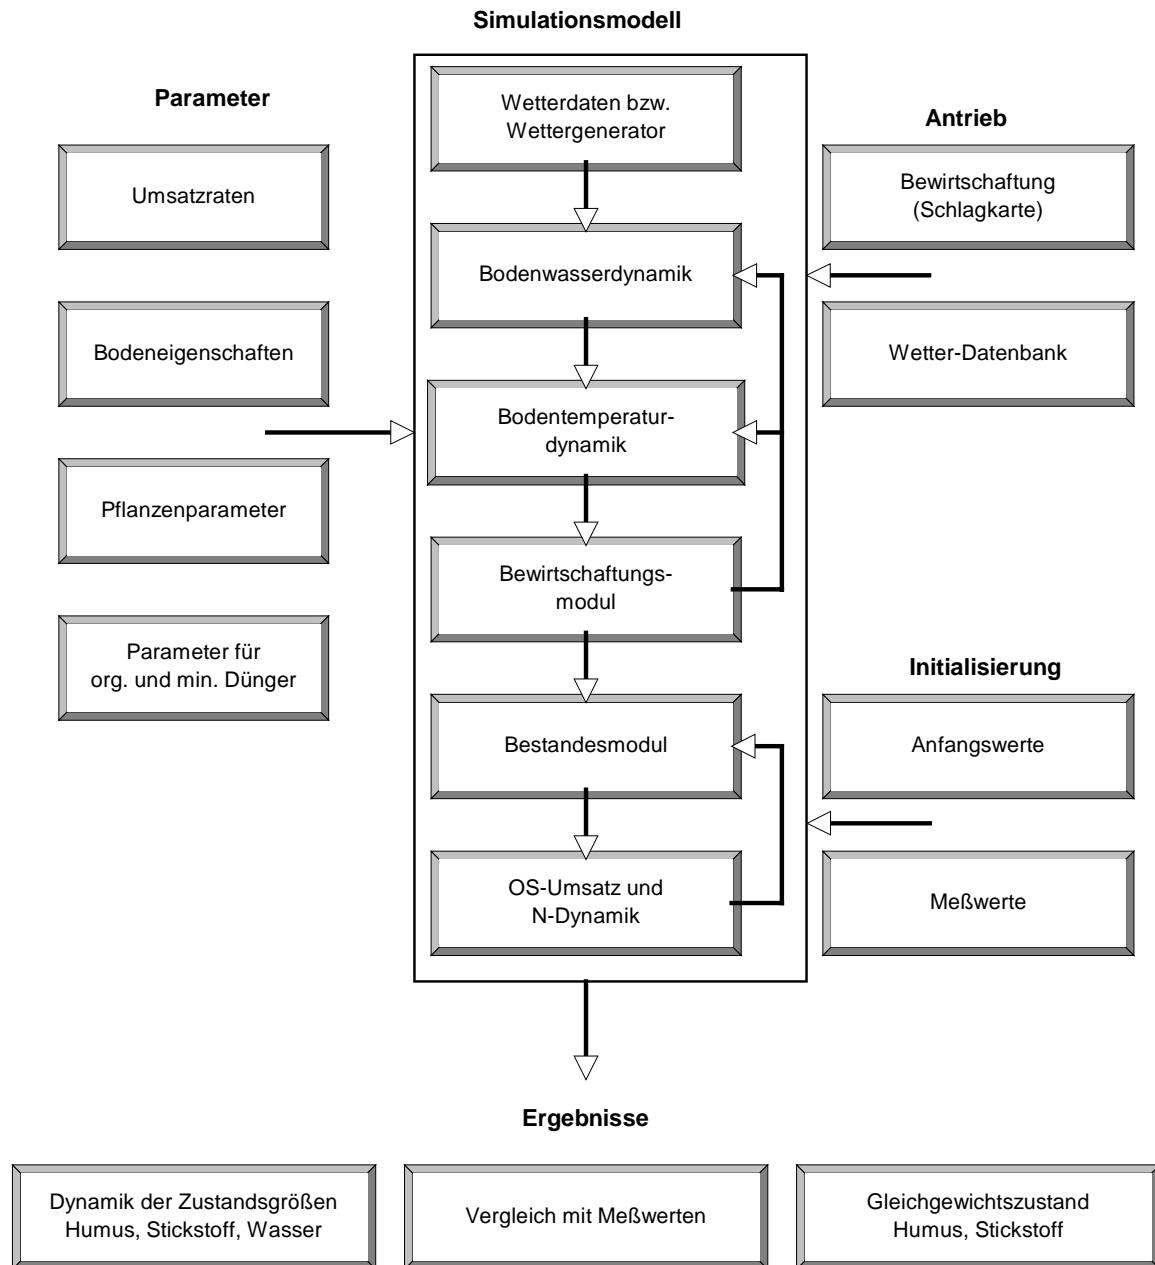 Simulationsmodell
Parameter
Umsatzraten
Bodeneigenschaften
Pflanzenparameter
Parameter für
org. und min. Dünger
Wetterdaten bzw.
Wettergenerator
Bodenwasserdynamik
Bodentemperatur-
dynamik
Bewirtschaftungs-
modul
Bestandesmodul
OS-Umsatz und
N-Dynamik
Antrieb
Bewirtschaftung
(Schlagkarte)
Wetter-Datenbank
Initialisierung
Anfangswerte
Meßwerte
Ergebnisse
Dynamik der Zustandsgrößen
Humus, Stickstoff, Wasser
Vergleich mit Meßwerten
Gleichgewichtszustand
Humus, Stickstoff